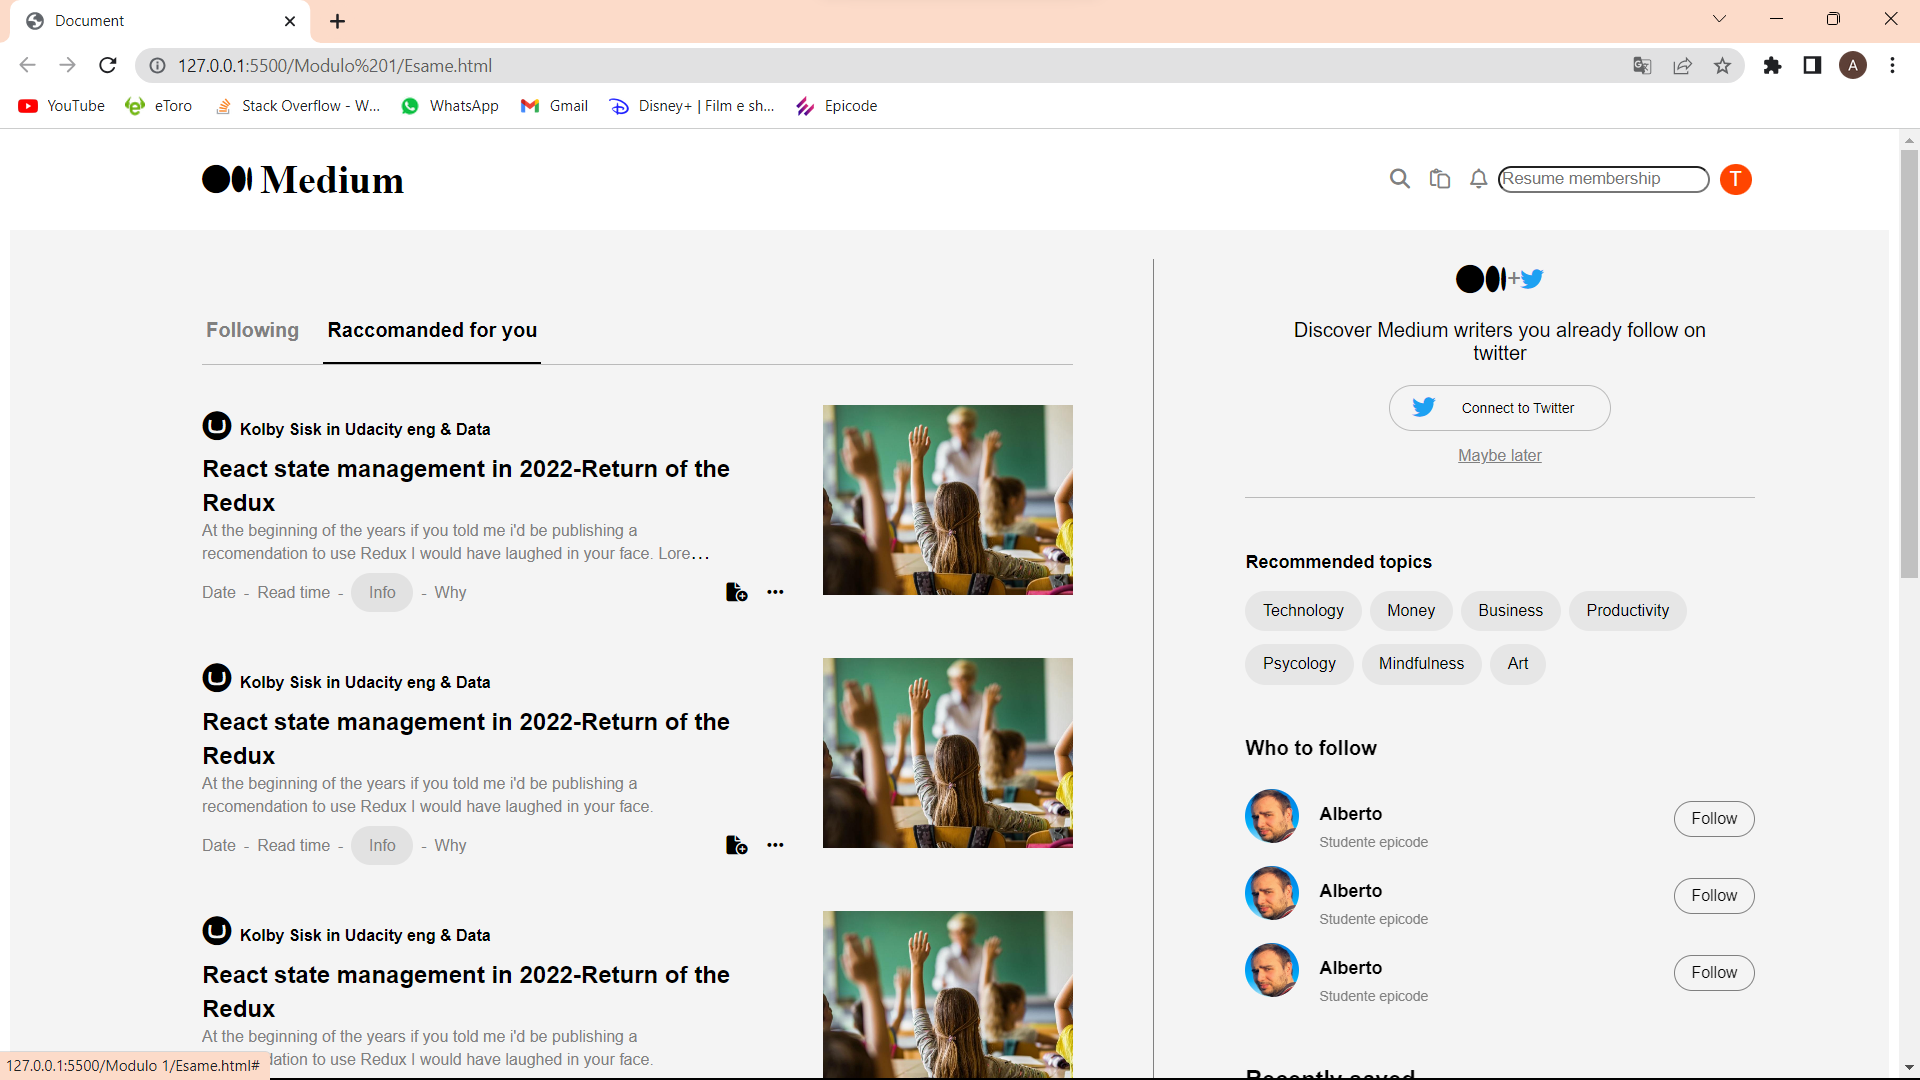 Document
127.0.0.1:5500/Modulo%201/Esame.html
A
YouTube
eToro
Stack Overflow - W...
WhatsApp
Gmail
Disney+ | Film e sh...
Epicode
Medium
Resume membership
T
Following
Raccomanded for you
Kolby Sisk in Udacity eng & Data
React state management in 2022-Return of the
Redux
At the beginning of the years if you told me i'd be publishing a
recomendation to use Redux I would have laughed in your face. Lore...
Date - Read time - Info - Why
Kolby Sisk in Udacity eng & Data
React state management in 2022-Return of the
Redux
At the beginning of the years if you told me i'd be publishing a
recomendation to use Redux I would have laughed in your face.
Date - Read time - Info - Why
Kolby Sisk in Udacity eng & Data
React state management in 2022-Return of the
Redux
At the beginning of the years if you told me i'd be publishing a
dation to use Redux I would have laughed in your face.
127.0.0.1:5500/Modulo 1/Esame.html#
+
Discover Medium writers you already follow on
twitter
Connect to Twitter
Maybe later
Recommended topics
Technology
Money
Business
Productivity
Psycology
Mindfulness
Art
Who to follow
Alberto
Studente epicode
Follow
Alberto
Studente epicode
Follow
Alberto
Studente epicode
Follow
Recently saved